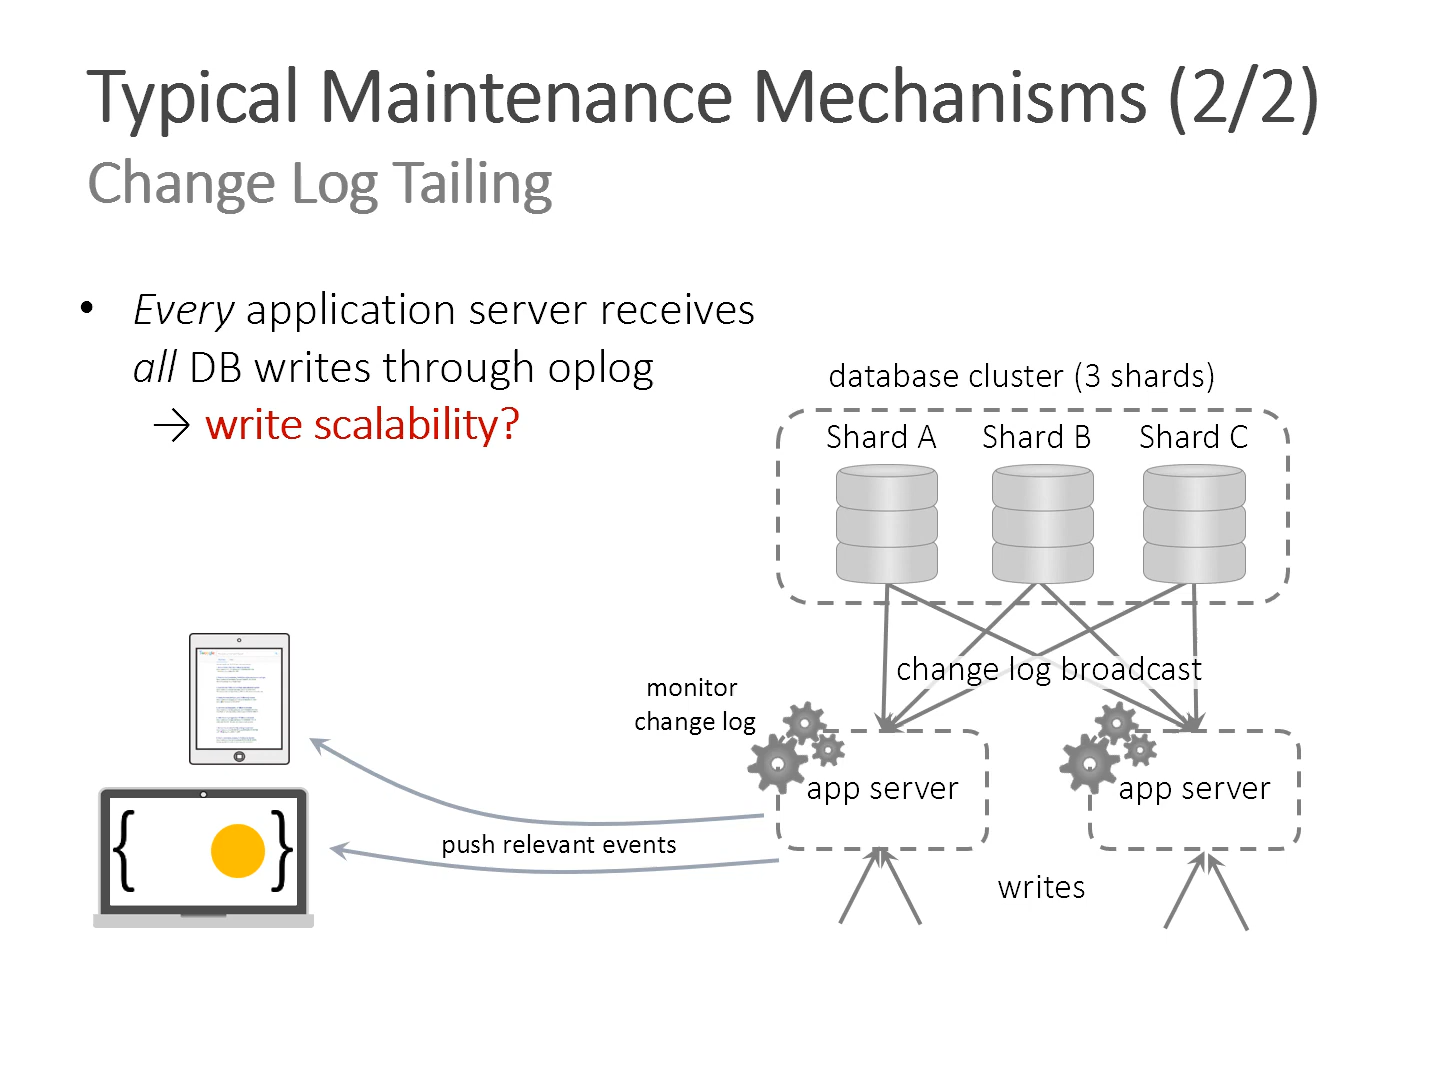 Typical Maintenance Mechanisms (2/2)
Change Log Tailing
• Every application server receives
all DB writes through oplog
→ write scalability?
database cluster (3 shards)
Shard A Shard B Shard C
change log broadcast
monitor
change log
app server app server
push relevant events
writes
{ }